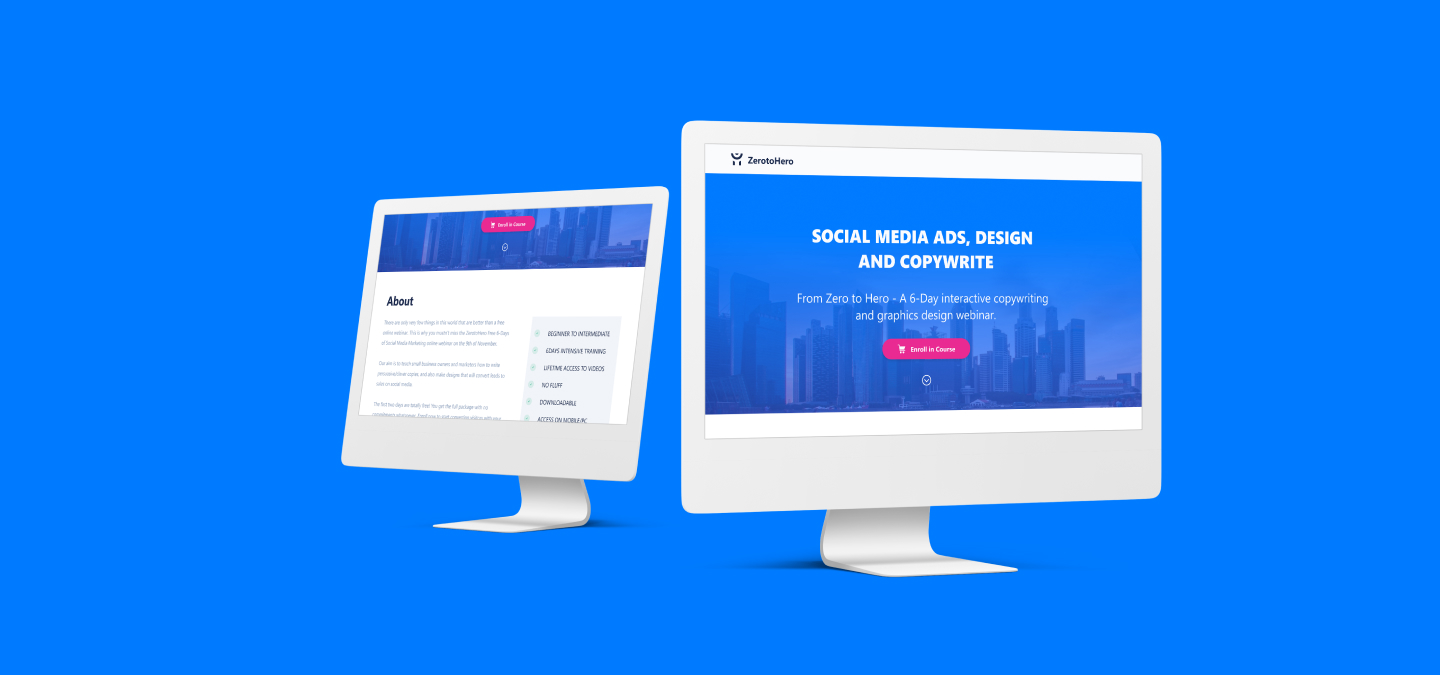 Enroll in Course
About
There are only very few things in this world that are better than a free
online webinar. This is why you mustn't miss the ZerotoHero Free 6-Days
of Social Media Marketing online webinar on the 9th of November.
Our aim is to teach small business owners and marketers how to write
personalized/best copies and also make designs that will convert leads to
sales on social media.
The first two days are totally free! You get the full package with no
BEGINNER TO INTERMEDIATE
6DAYS INTENSIVE TRAINING
LIFETIME ACCESS TO VIDEOS
NO FLUFF
DOWNLOADABLE
ACCESS ON MOBILE/PC
ZerotoHero
SOCIAL MEDIA ADS, DESIGN
AND COPYWRITE
From Zero to Hero - A 6-Day interactive copywriting
and graphics design webinar.
Enroll in Course